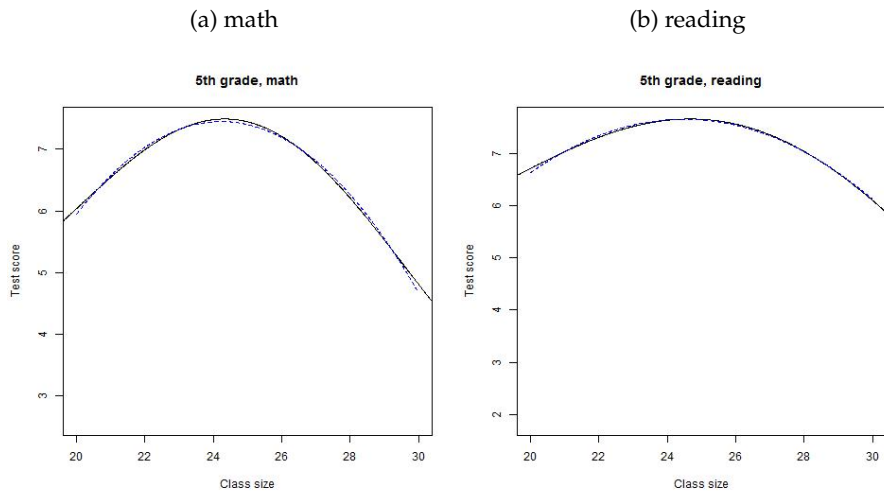 (a) math
5th grade, math
Test score
7
6
5
4
3
20 22 24 26 28 30
Class size
(b) reading
5th grade, reading
Test score
7
6
5
4
3
2
20 22 24 26 28 30
Class size